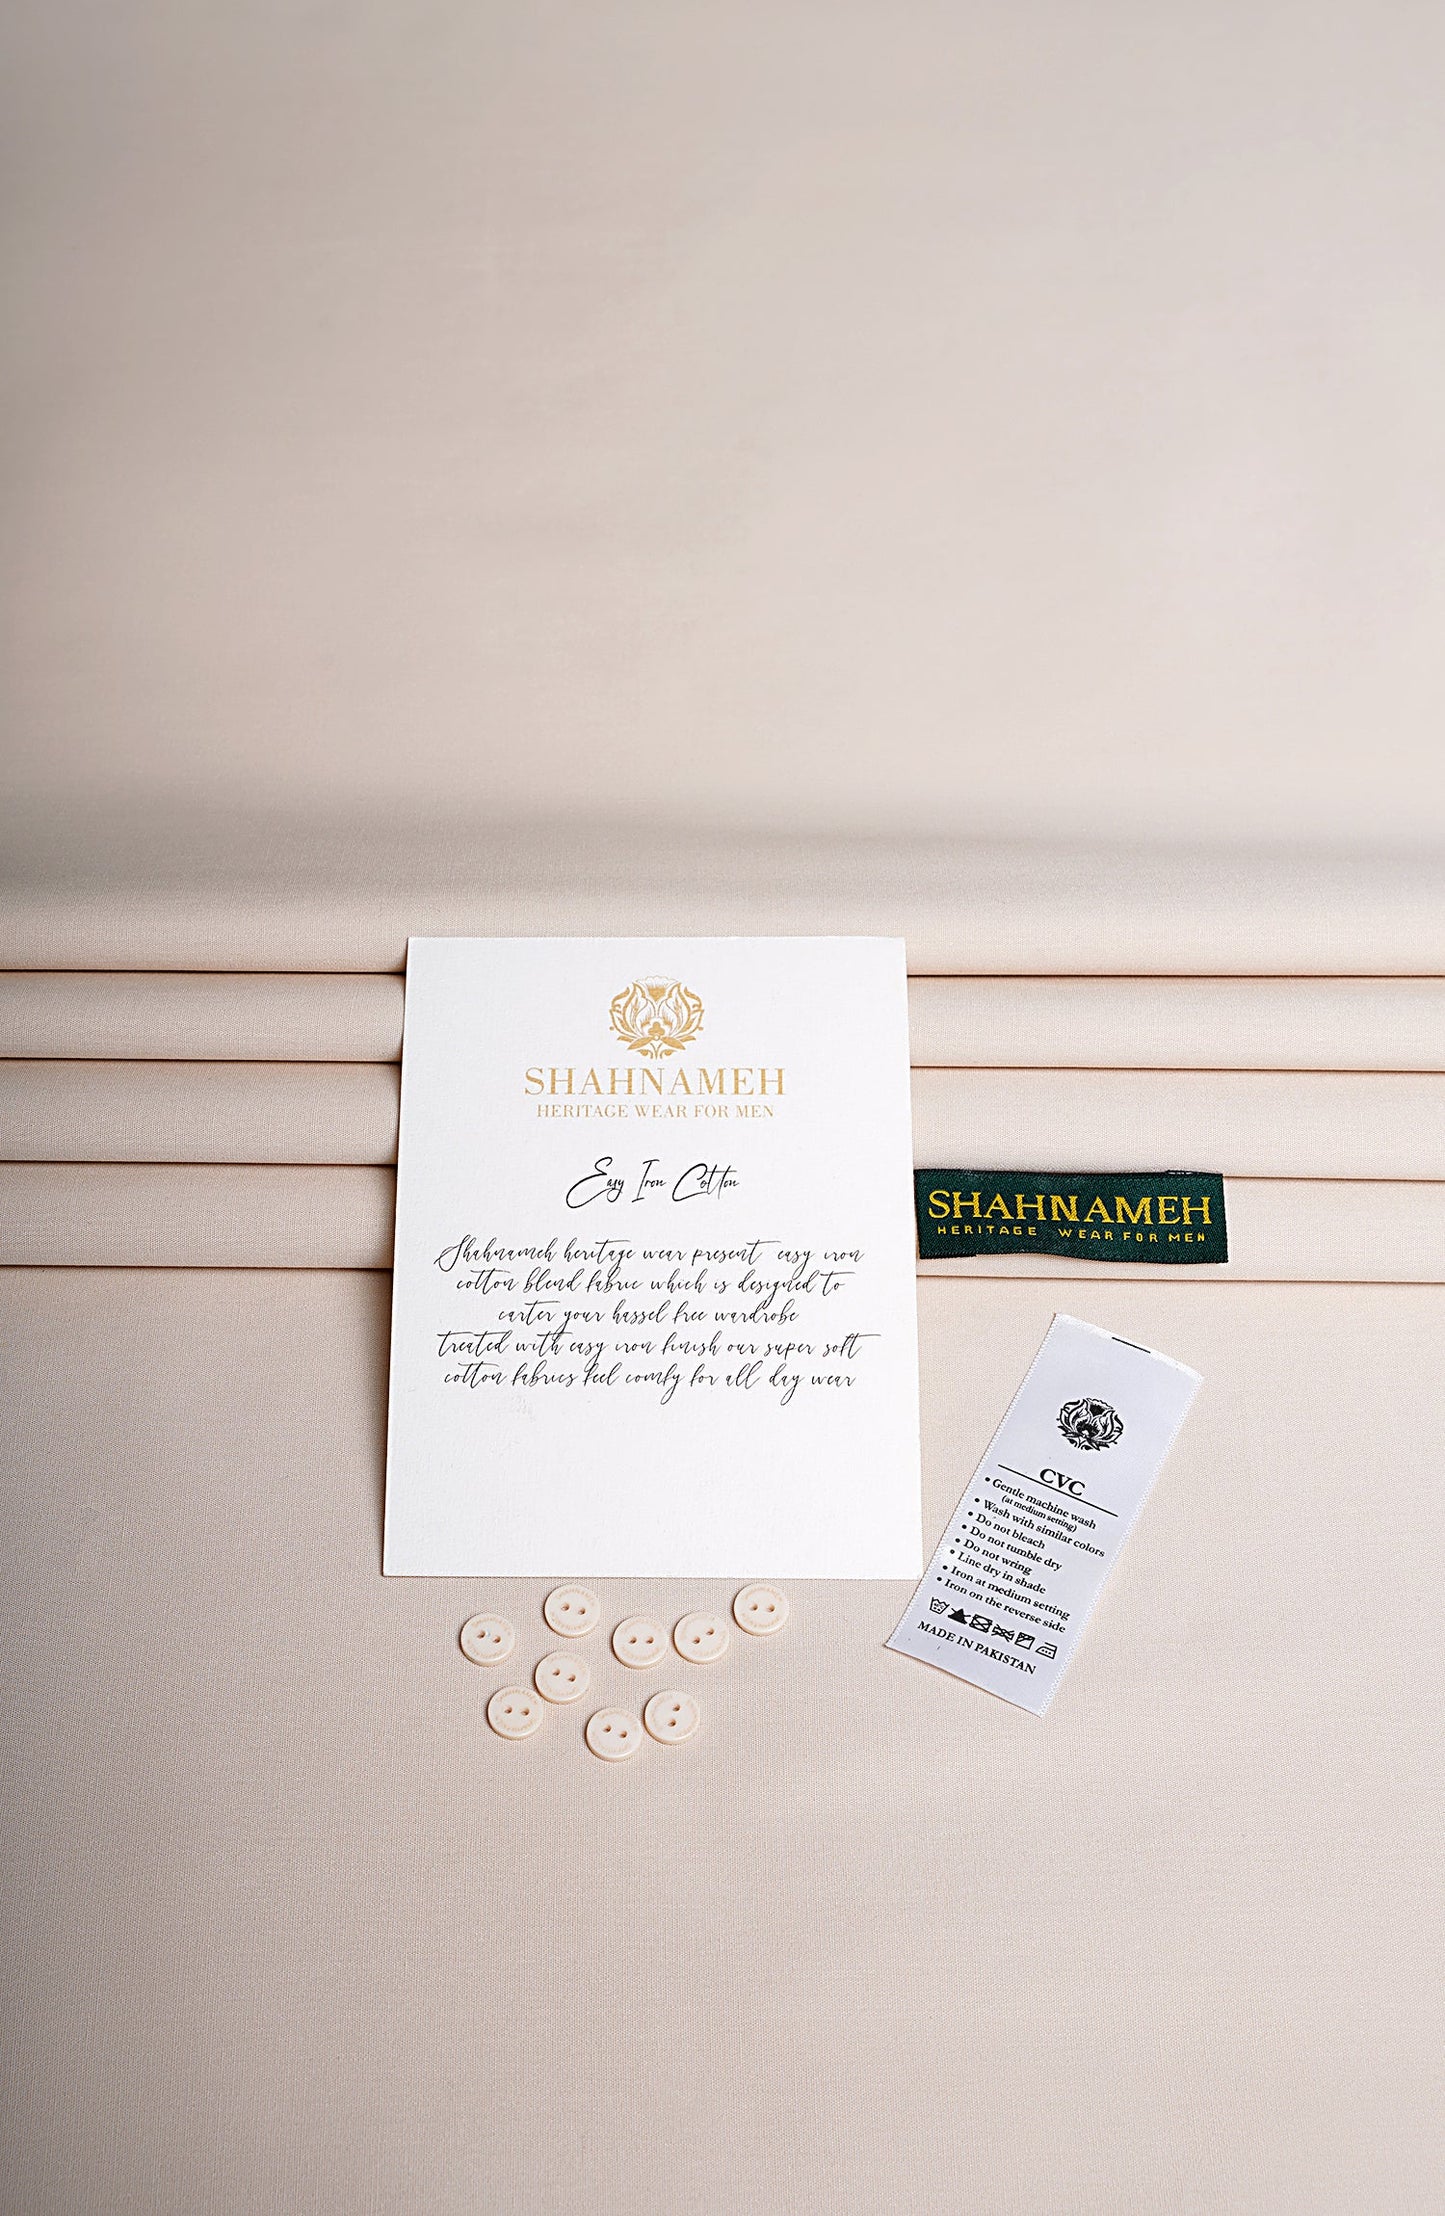 SHAHNAMEH
HERITAGE WEAR FOR MEN
Easy Iron Cotton
Shahnameh heritage wear present easy iron
cotton blend fabric which is designed to
carter your hassel free wardrobe
treated with easy iron finish our super soft
cotton fabrics feel comfy for all day wear
SHAHNAMEH
HERITAGE WEAR FOR MEN
CVC
• Gentle machine wash
(at medium setting)
• Wash with similar colors
• Do not bleach
• Do not tumble dry
• Do not wring
• Line dry in shade
• Iron at medium setting
• Iron on the reverse side
MADE IN PAKISTAN